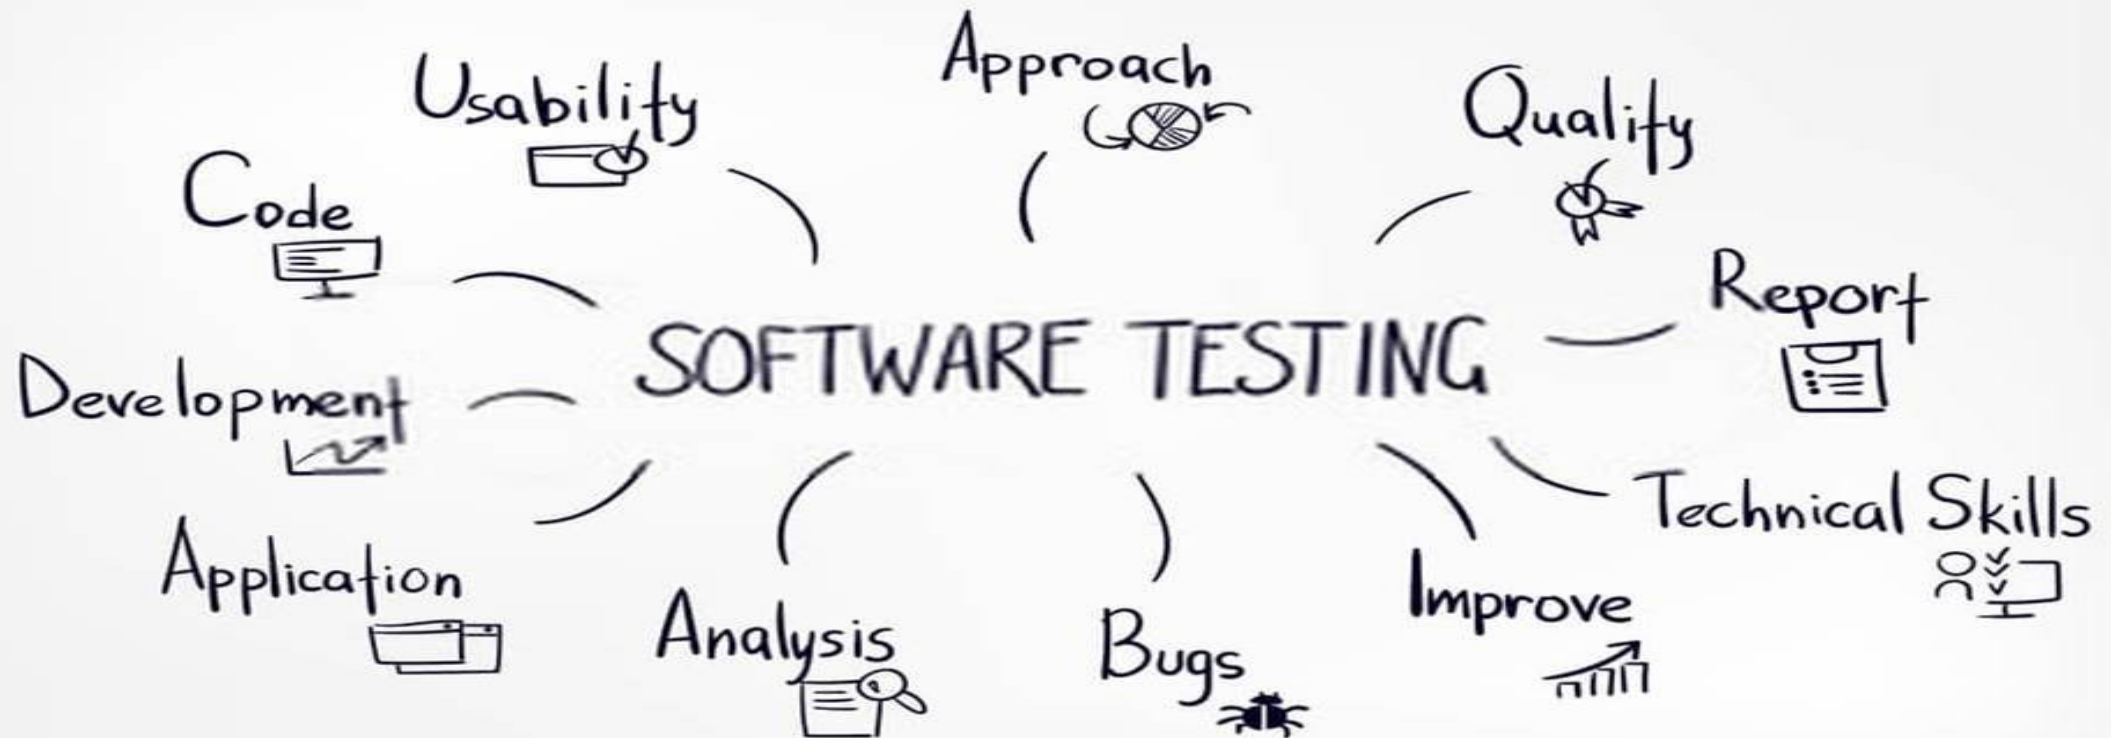 Approach
Usability
Quality
Code
Report
SOFTWARE TESTING
Development
Technical Skills
Application
Improve
Analysis
Bugs